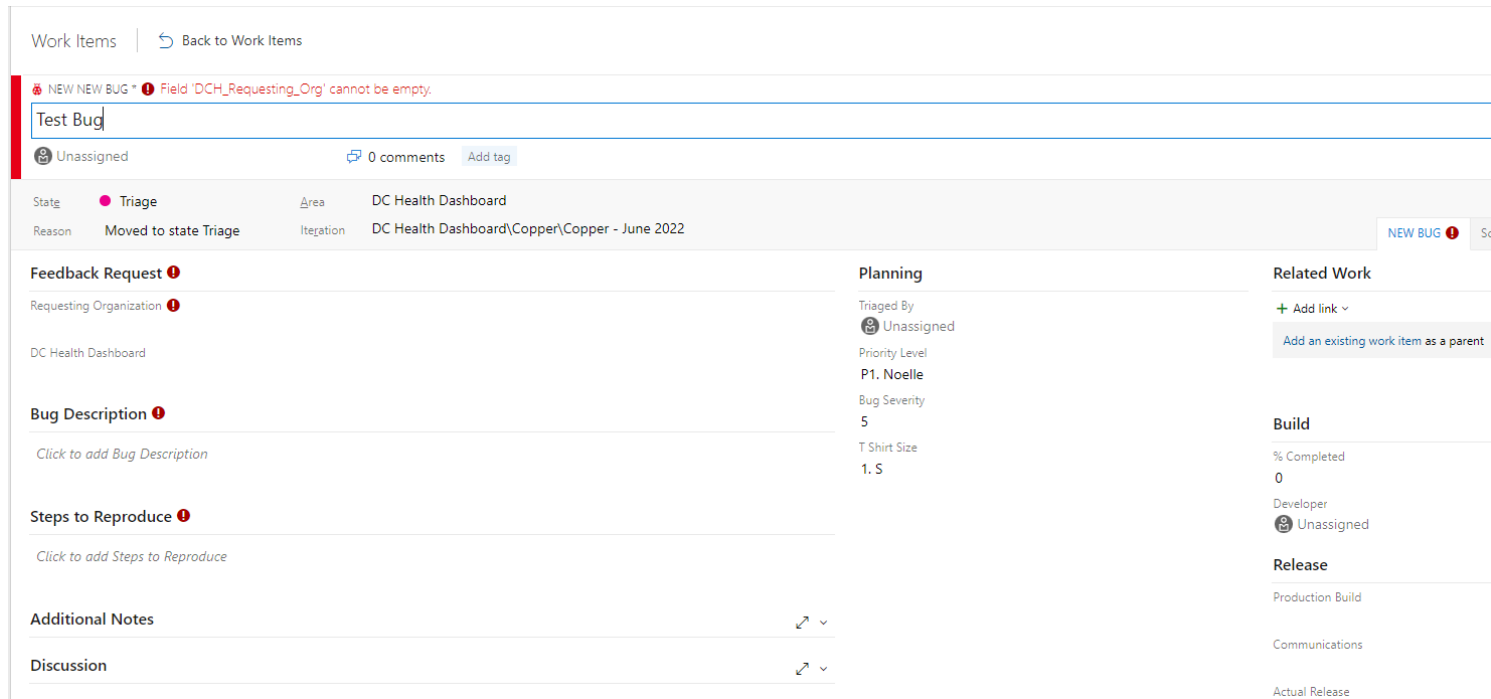 Work Items Back to Work Items
NEW NEW BUG * Field 'DCH_Requesting_Org' cannot be empty.
Test Bug
Unassigned 0 comments Add tag
State Triage Area DC Health Dashboard
Reason Moved to state Triage Iteration DC Health Dashboard\Copper\Copper - June 2022
NEW BUG
Feedback Request
Requesting Organization
DC Health Dashboard
Bug Description
Click to add Bug Description
Steps to Reproduce
Click to add Steps to Reproduce
Additional Notes
Discussion
Planning
Triaged By
Unassigned
Priority Level
P1. Noelle
Bug Severity
5
T Shirt Size
1. S
Related Work
+ Add link
Add an existing work item as a parent
Build
% Completed
0
Developer
Unassigned
Release
Production Build
Communications
Actual Release